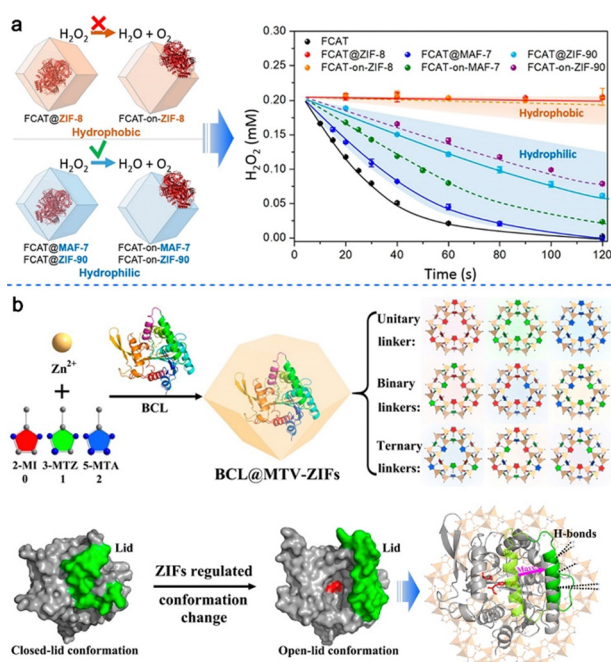 a
H2O2 H2O + O2
FCAT@ZIF-8 FCAT-on-ZIF-8
Hydrophobic
H2O2 H2O + O2
FCAT@MAF-7 FCAT-on-MAF-7
FCAT@ZIF-90 FCAT-on-ZIF-90
Hydrophilic
FCAT
FCAT@ZIF-8 FCAT@MAF-7 FCAT@ZIF-90
FCAT-on-ZIF-8 FCAT-on-MAF-7 FCAT-on-ZIF-90
Hydrophobic
Hydrophilic
H2O2 (mM)
0.30
0.25
0.20
0.15
0.10
0.05
0.00
0 20 40 60 80 100 120
Time (s)
b
Zn2+
+
2-MI 3-MTZ 5-MTA
0 1 2
BCL
BCL@MTV-ZIFs
Unitary
linker:
Binary
linkers:
Ternary
linkers:
Lid
Closed-lid conformation
ZIFs regulated
conformation
change
Lid
Open-lid conformation
H-bonds